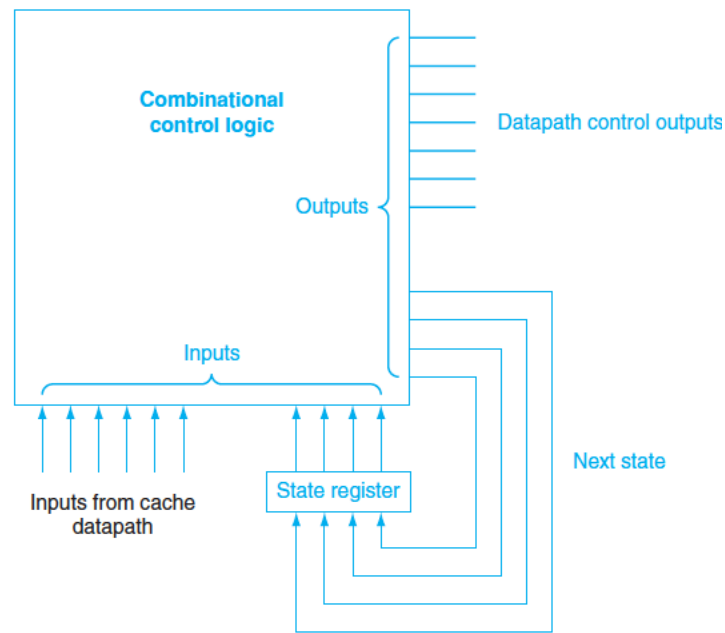 Combinational
control logic
Datapath control outputs
Outputs
Inputs
Next state
State register
Inputs from cache
datapath